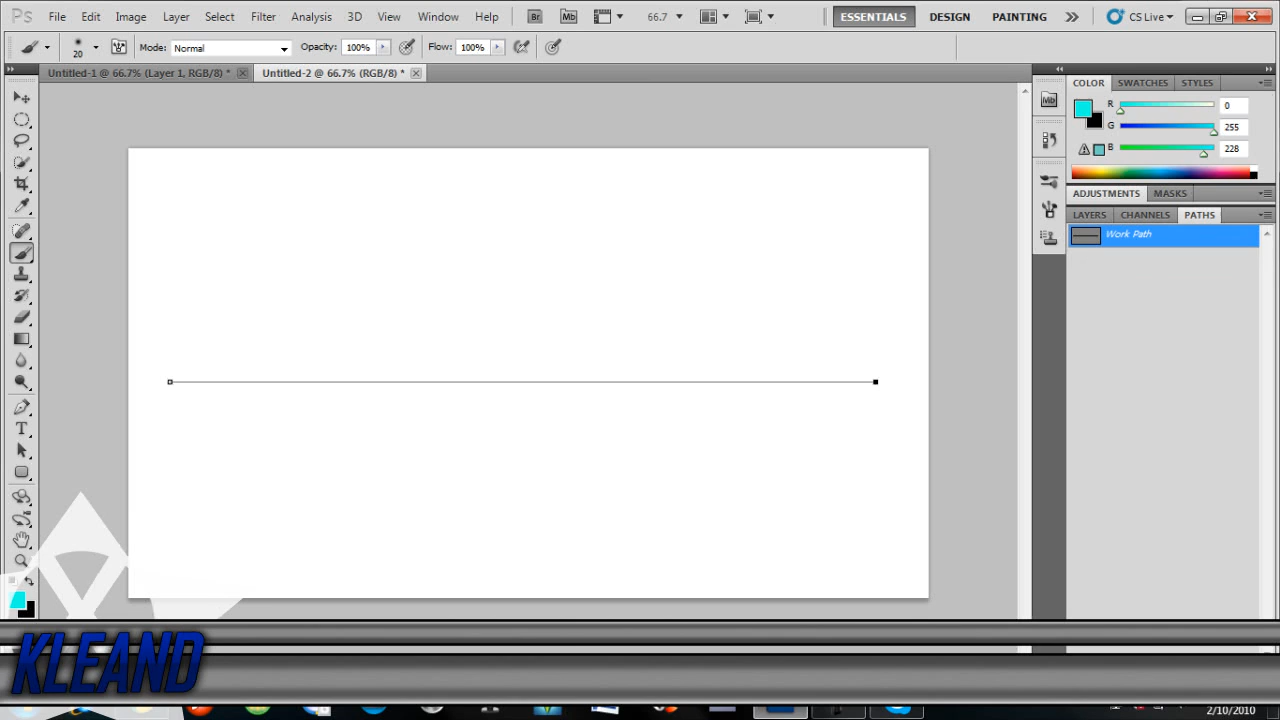 Ps File Edit Image Layer Select Filter Analysis 3D View Window Help Br Mb 66.7 ESSENTIALS DESIGN PAINTING CS Live
20 Mode: Normal Opacity: 100% Flow: 100%
Untitled-1 @ 66.7% (Layer 1, RGB/8) * Untitled-2 @ 66.7% (RGB/8) *
Mb
COLOR SWATCHES STYLES
R 0
G 255
B 228
ADJUSTMENTS MASKS
LAYERS CHANNELS PATHS
Work Path
T
KLEAND
2/10/2010